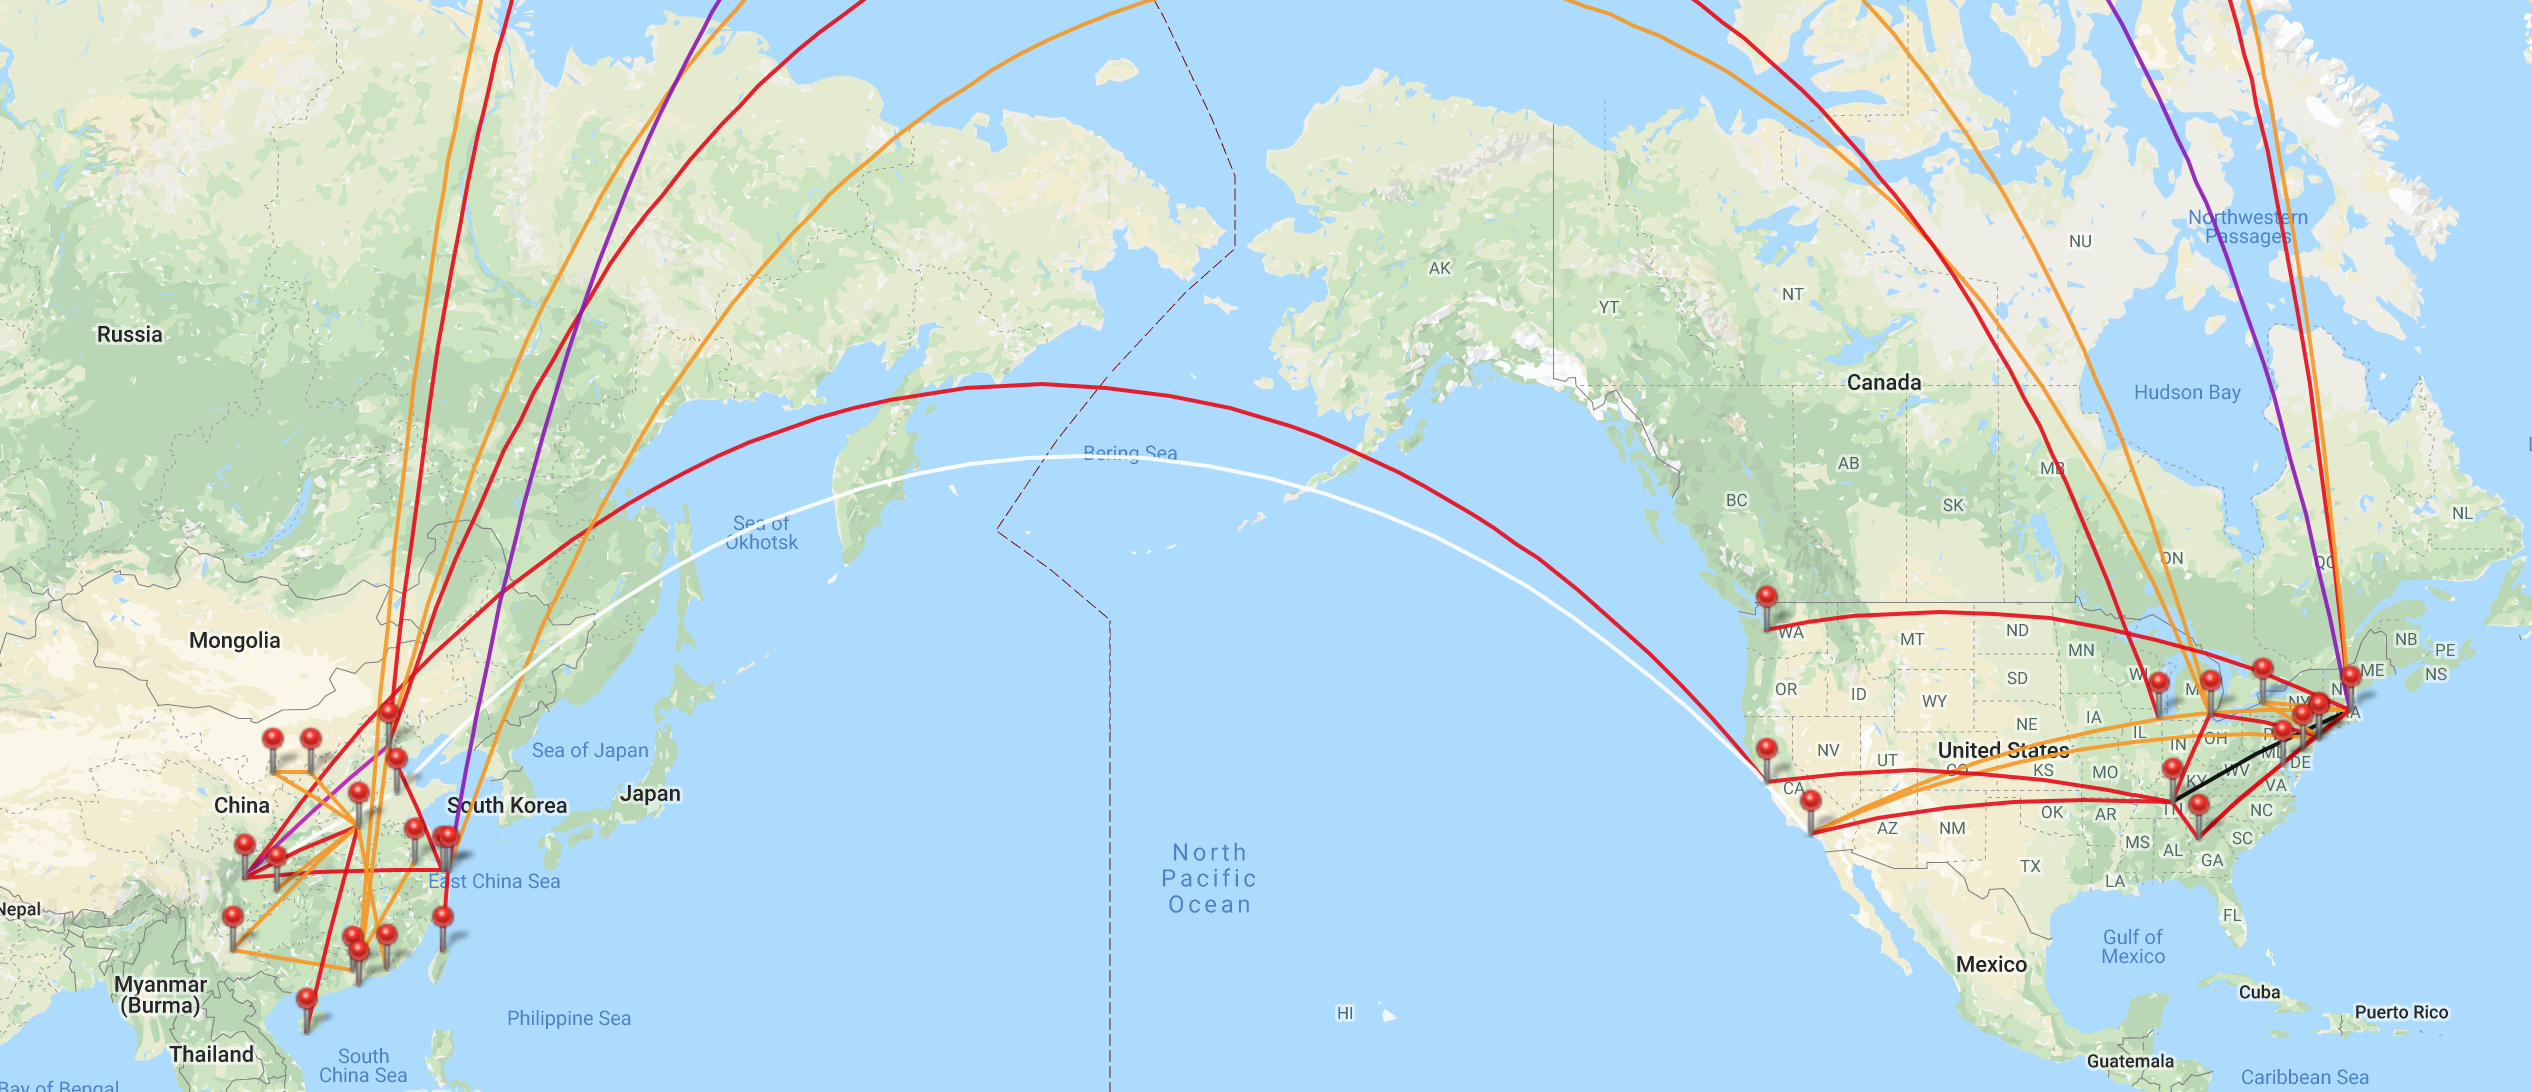 Northwestern
Passages
NU
AK
NT
YT
Russia
Canada
Hudson Bay
Bering Sea
AB
MB
BC
SK
NL
Sea of
Okhotsk
ON
QC
Mongolia
WA
MT
ND
MN
NB
PE
NS
ME
OR
ID
WY
SD
NY
IA
NE
IL
IN
OH
United States
NV
UT
CO
KS
MO
KY
WV
MD
DE
VA
Sea of Japan
Japan
South Korea
China
CA
AZ
NM
OK
AR
TN
NC
SC
MS
AL
GA
TX
LA
FL
East China Sea
North
Pacific
Ocean
Nepal
Gulf of
Mexico
Mexico
Myanmar
(Burma)
Cuba
Puerto Rico
HI
Philippine Sea
Thailand
South
China Sea
Guatemala
Caribbean Sea
Bay of Bengal